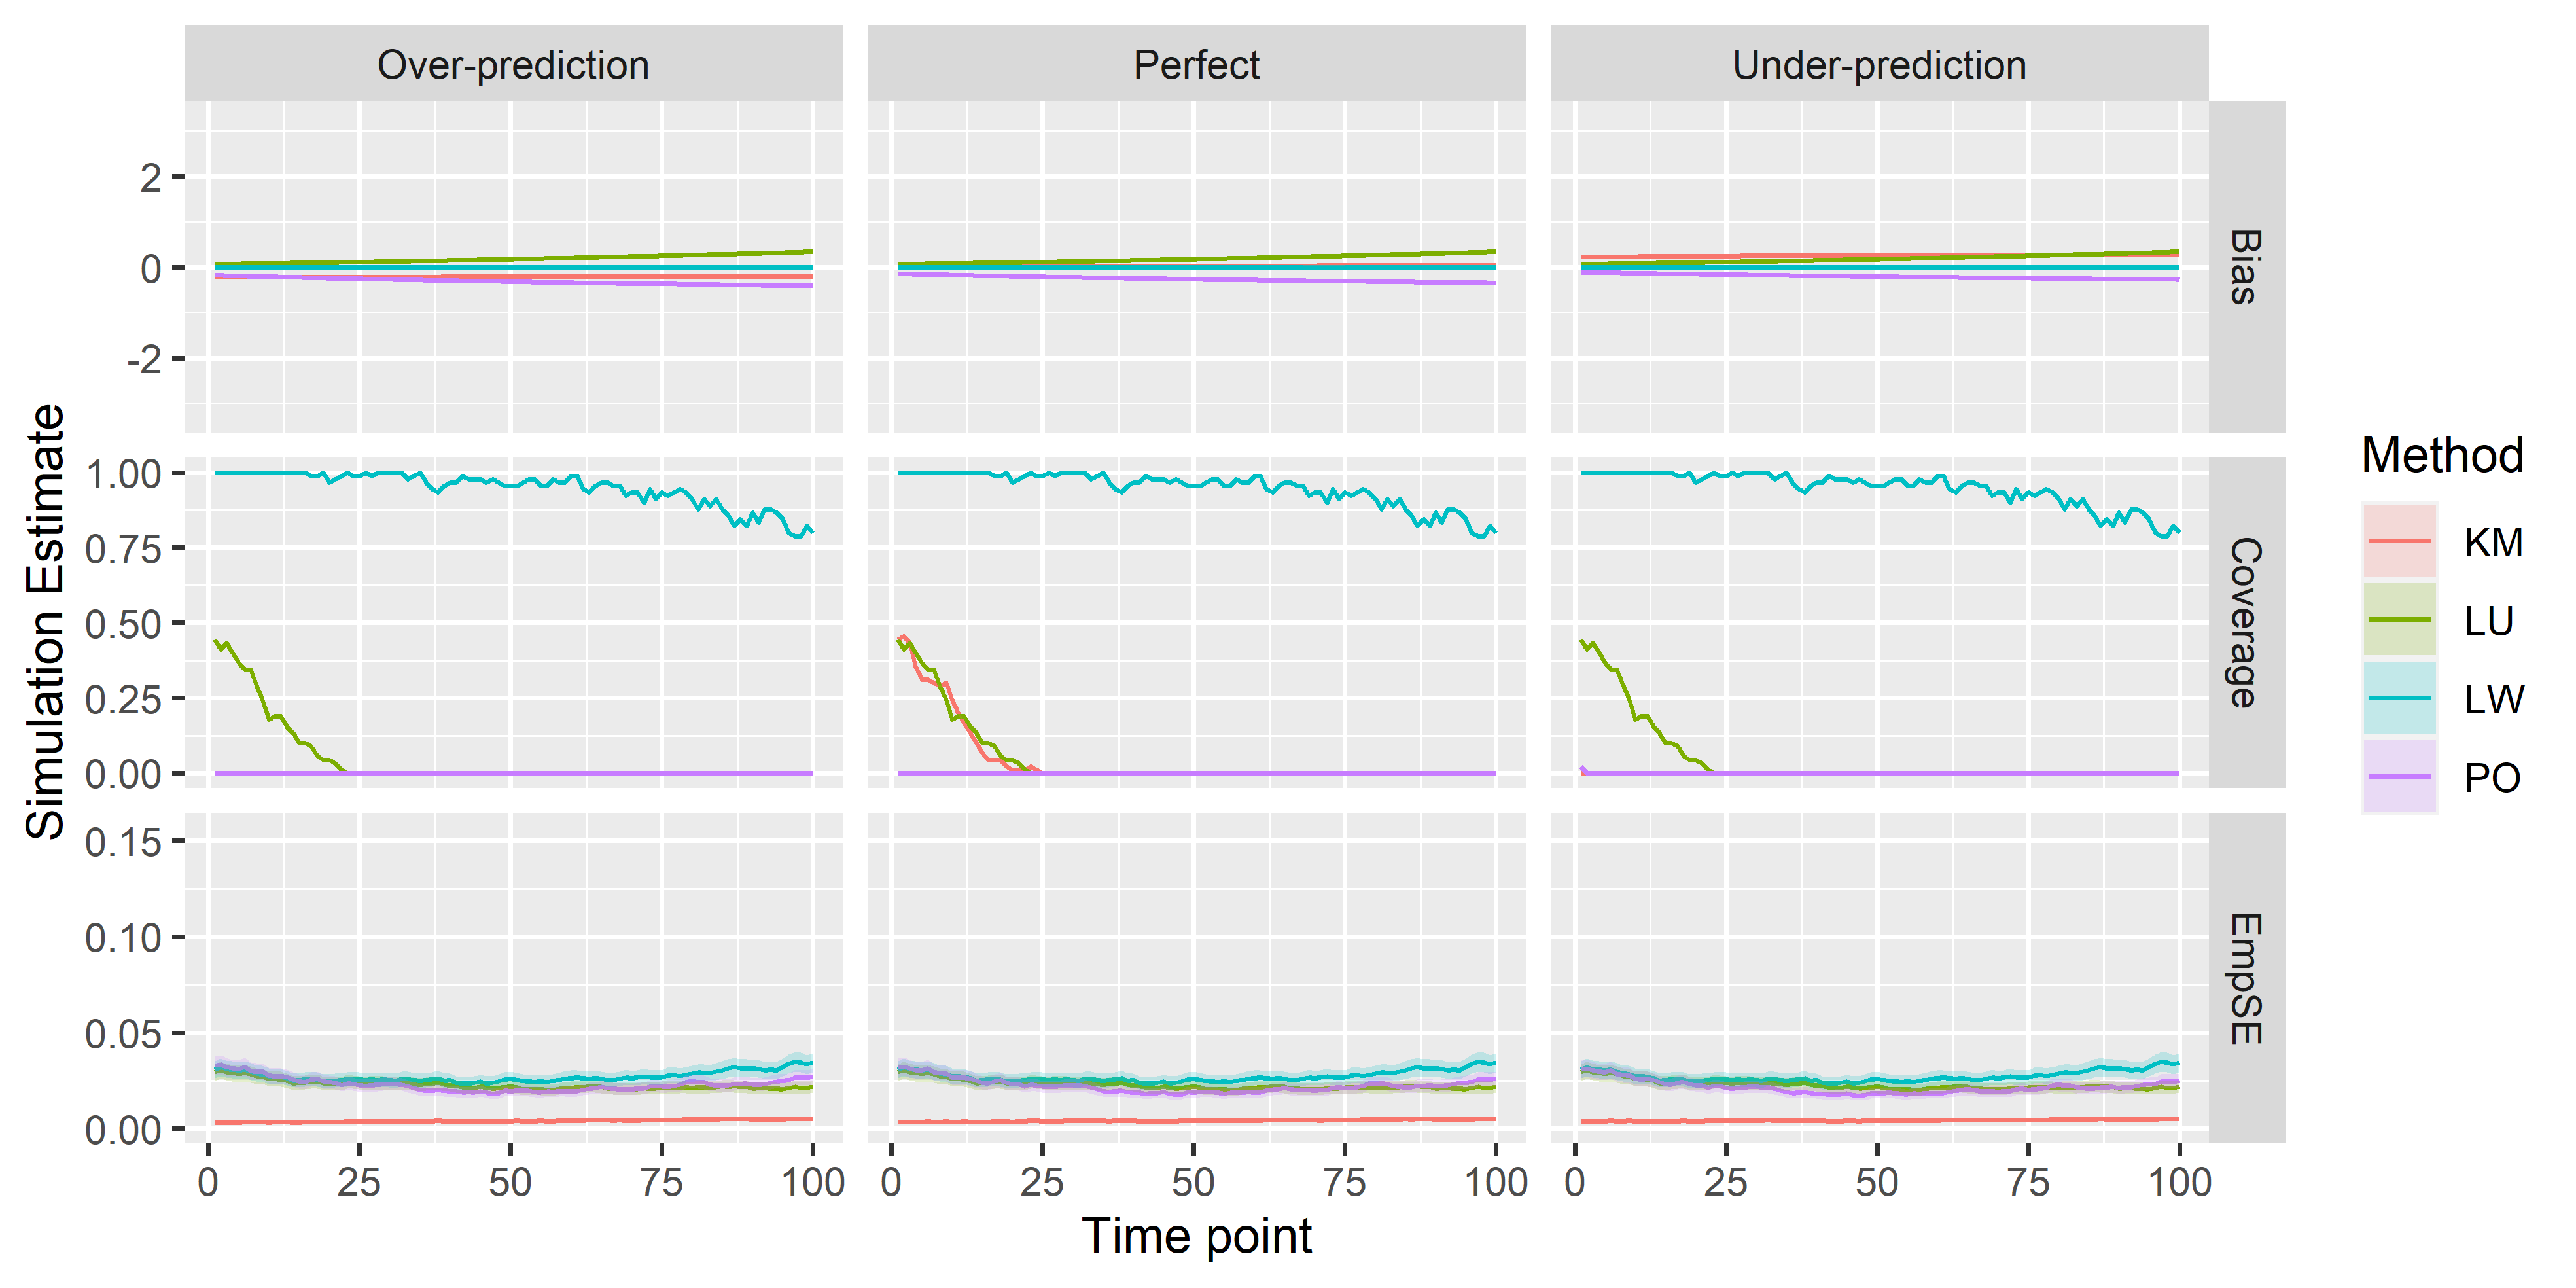 Over-prediction
Perfect
Under-prediction
2
0
-2
Bias
1.00
0.75
0.50
0.25
0.00
Coverage
0.15
0.10
0.05
0.00
EmpSE
0 25 50 75 100
0 25 50 75 100
0 25 50 75 100
Time point
Simulation Estimate
Method
KM
LU
LW
PO